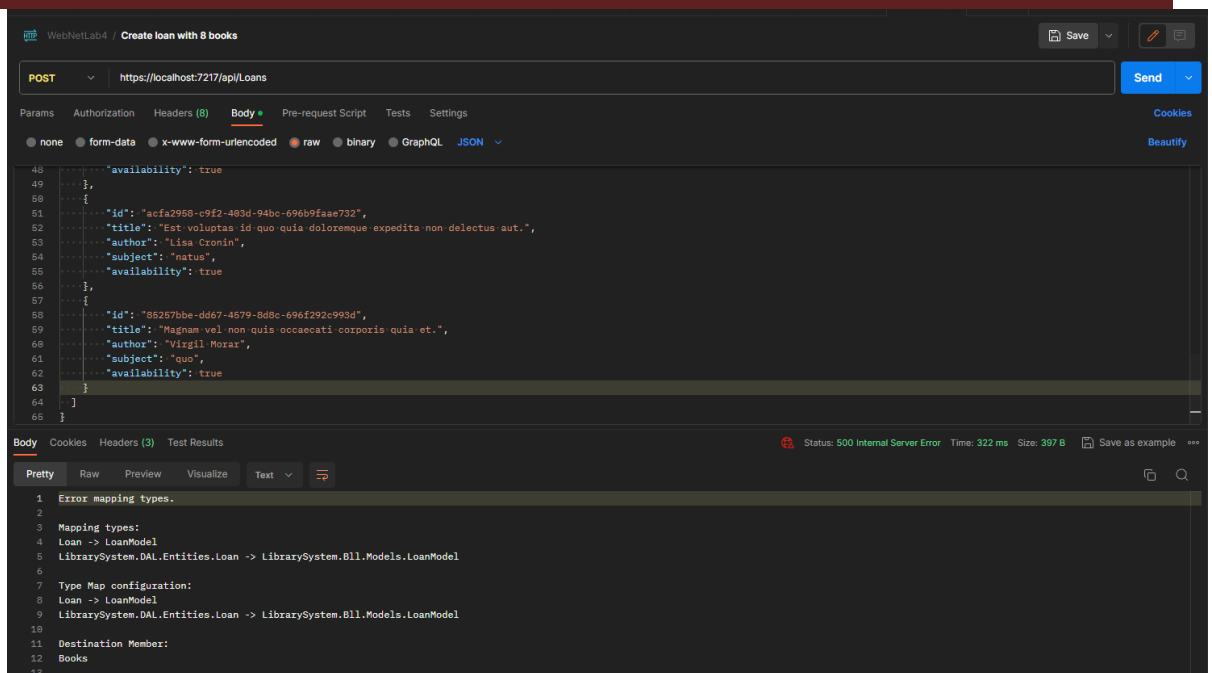 HTTP WebNetLab4 / Create loan with 8 books Save
POST https://localhost:7217/api/Loans Send
Params Authorization Headers (8) Body Pre-request Script Tests Settings Cookies
none form-data x-www-form-urlencoded raw binary GraphQL JSON Beautify
48 "availability": true
49 },
50 {
51 "id": "acfa2958-c9f2-403d-94bc-696b9faae732",
52 "title": "Est voluptas id quo quia doloremque expedita non delectus aut.",
53 "author": "Lisa Cronin",
54 "subject": "natus",
55 "availability": true
56 },
57 {
58 "id": "85257bbe-dd67-4579-8d8c-696f292c993d",
59 "title": "Magnam vel non quis occaecati corporis quia et.",
60 "author": "Virgil Morar",
61 "subject": "quo",
62 "availability": true
63 }
64 ]
65 }
Body Cookies Headers (3) Test Results Status: 500 Internal Server Error Time: 322 ms Size: 397 B Save as example
Pretty Raw Preview Visualize Text
1 Error mapping types.
2
3 Mapping types:
4 Loan -> LoanModel
5 LibrarySystem.DAL.Entities.Loan -> LibrarySystem.Bll.Models.LoanModel
6
7 Type Map configuration:
8 Loan -> LoanModel
9 LibrarySystem.DAL.Entities.Loan -> LibrarySystem.Bll.Models.LoanModel
10
11 Destination Member:
12 Books
13